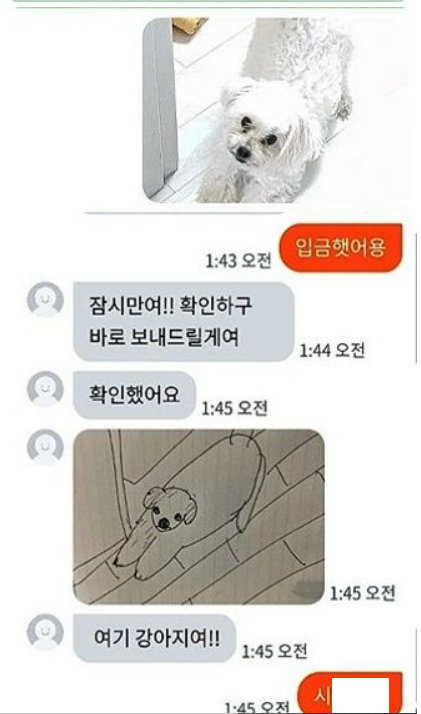 입금햇어용
1:43 오전
잠시만여!! 확인하구
바로 보내드릴게여
1:44 오전
확인했어요
1:45 오전
1:45 오전
여기 강아지여!!
1:45 오전
시
1:45 오전